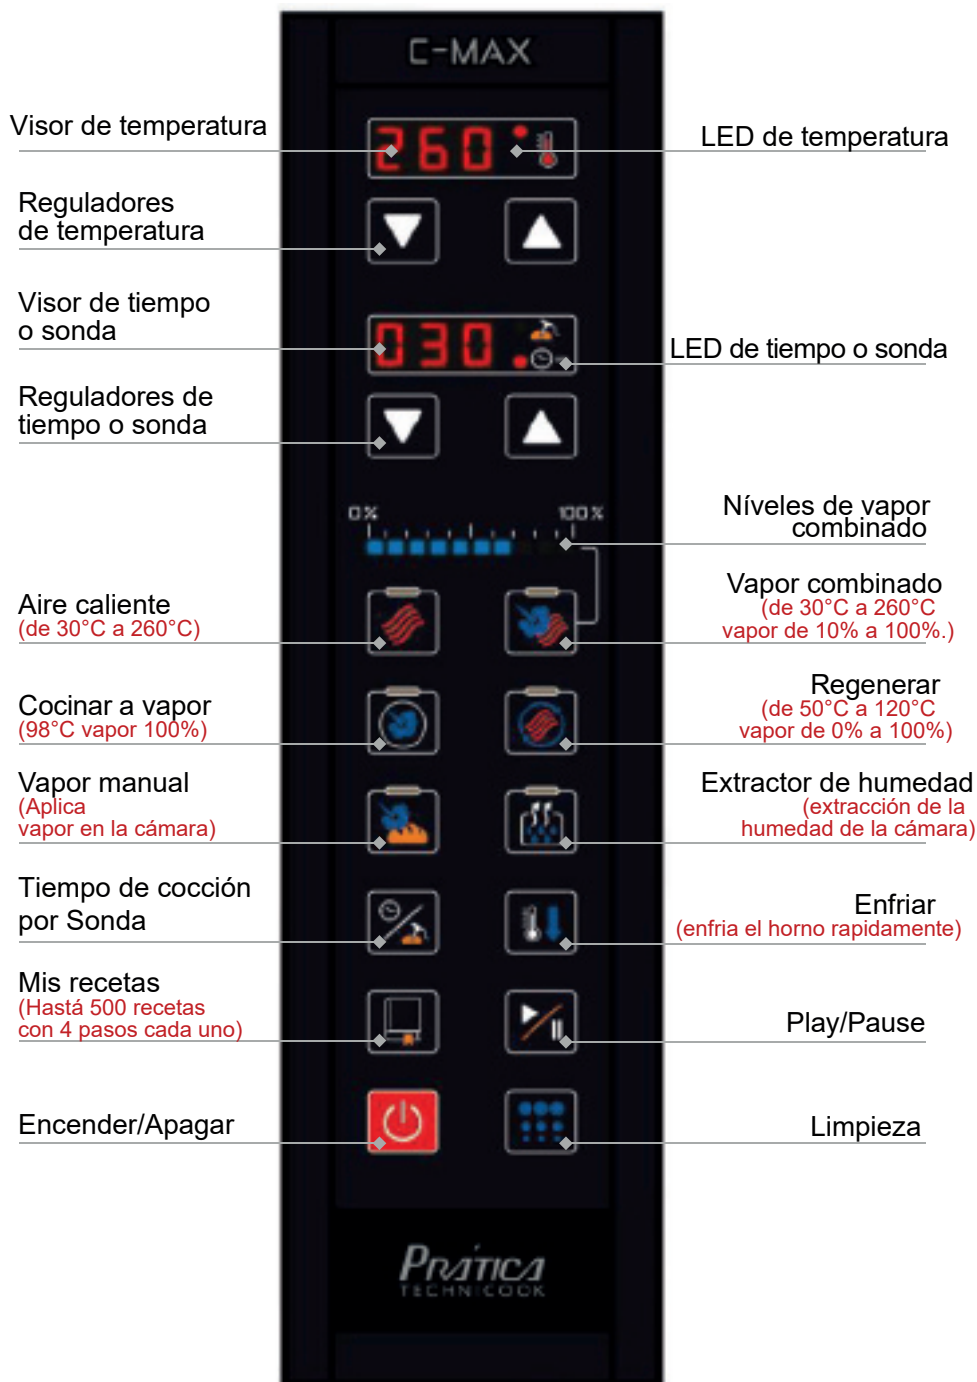 C-MAX
Visor de temperatura
260
LED de temperatura
Reguladores
de temperatura
Visor de tiempo
o sonda
030
LED de tiempo o sonda
Reguladores de
tiempo o sonda
0%
100%
Níveles de vapor
combinado
Aire caliente
(de 30°C a 260°C)
Vapor combinado
(de 30°C a 260°C
vapor de 10% a 100%.)
Cocinar a vapor
(98°C vapor 100%)
Regenerar
(de 50°C a 120°C
vapor de 0% a 100%)
Vapor manual
(Aplica
vapor en la cámara)
Extractor de humedad
(extracción de la
humedad de la cámara)
Tiempo de cocción
por Sonda
Enfriar
(enfria el horno rapidamente)
Mis recetas
(Hastá 500 recetas
con 4 pasos cada uno)
Play/Pause
Encender/Apagar
Limpieza
PRÁTICA
TECHNICOOK